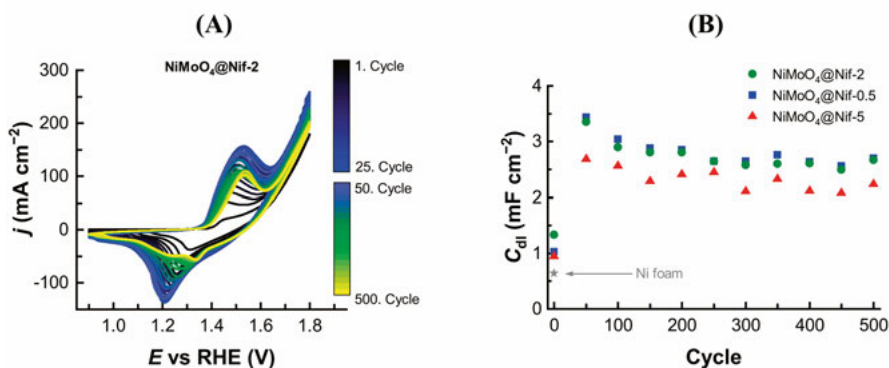 (A)
NiMoO₄@Nif-2
1. Cycle
25. Cycle
50. Cycle
500. Cycle
300
200
100
0
-100
j (mA cm⁻²)
1.0 1.2 1.4 1.6 1.8
E vs RHE (V)
(B)
NiMoO₄@Nif-2
NiMoO₄@Nif-0.5
NiMoO₄@Nif-5
4
3
2
1
0
C_dl (mF cm⁻²)
Ni foam
0 100 200 300 400 500
Cycle